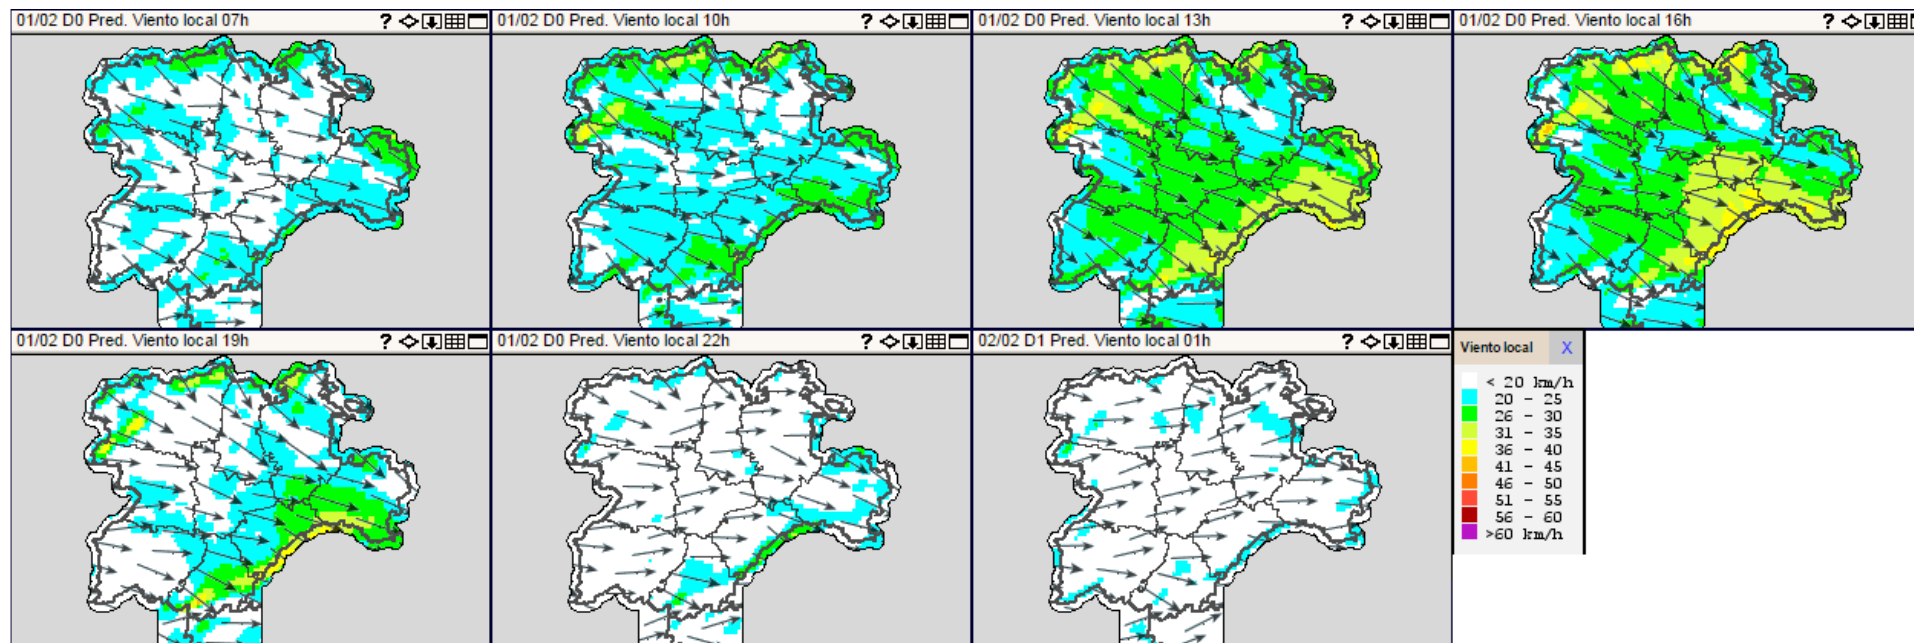 01/02 D0 Pred. Viento local 07h ?
01/02 D0 Pred. Viento local 10h ?
01/02 D0 Pred. Viento local 13h ?
01/02 D0 Pred. Viento local 16h ?
01/02 D0 Pred. Viento local 19h ?
01/02 D0 Pred. Viento local 22h ?
02/02 D1 Pred. Viento local 01h ?
Viento local X
< 20 km/h
20 - 25
26 - 30
31 - 35
36 - 40
41 - 45
46 - 50
51 - 55
56 - 60
>60 km/h